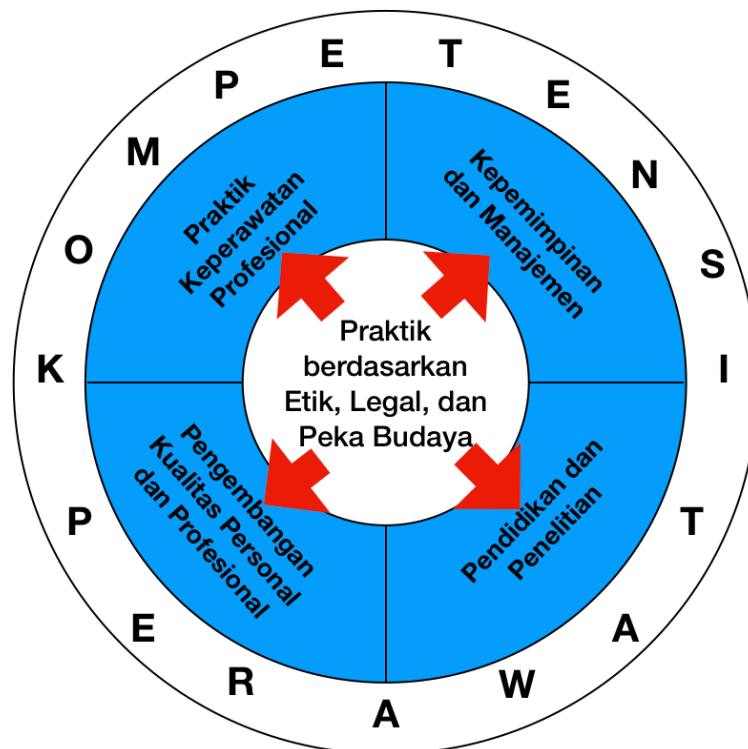 KOMPETENSI
Praktik
Keperawatan
Profesional
Kepemimpinan
dan Manajemen
Praktik
berdasarkan
Etik, Legal, dan
Peka Budaya
Pengembangan
Kualitas Personal
dan Profesional
Pendidikan dan
Penelitian
PERAWAT